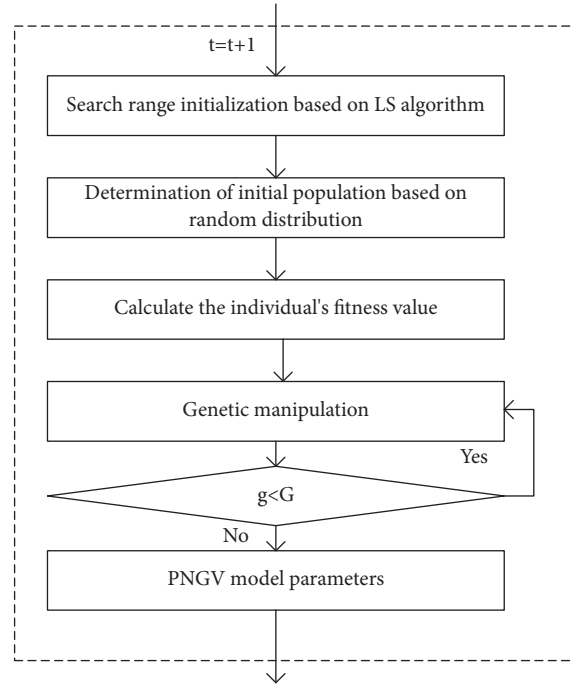 t=t+1
Search range initialization based on LS algorithm
Determination of initial population based on
random distribution
Calculate the individual's fitness value
Genetic manipulation
Yes
g<G
No
PNGV model parameters